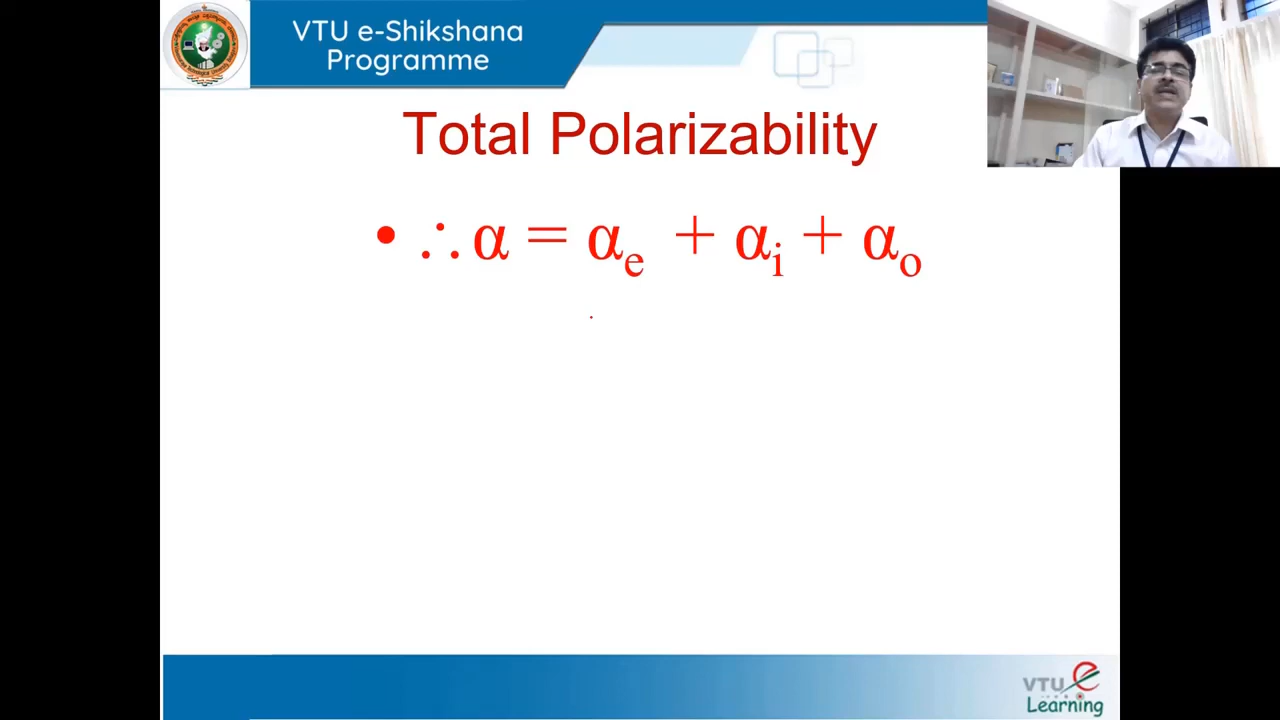 VTU e-Shikshana
Programme
Total Polarizability
• ∴ α = αₑ + αᵢ + αₒ
VTU e
Learning